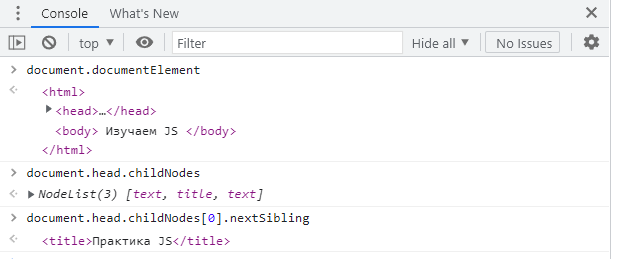 Console What's New
top Filter Hide all No Issues
document.documentElement
<html>
<head>…</head>
<body> Изучаем JS </body>
</html>
document.head.childNodes
NodeList(3) [text, title, text]
document.head.childNodes[0].nextSibling
<title>Практика JS</title>